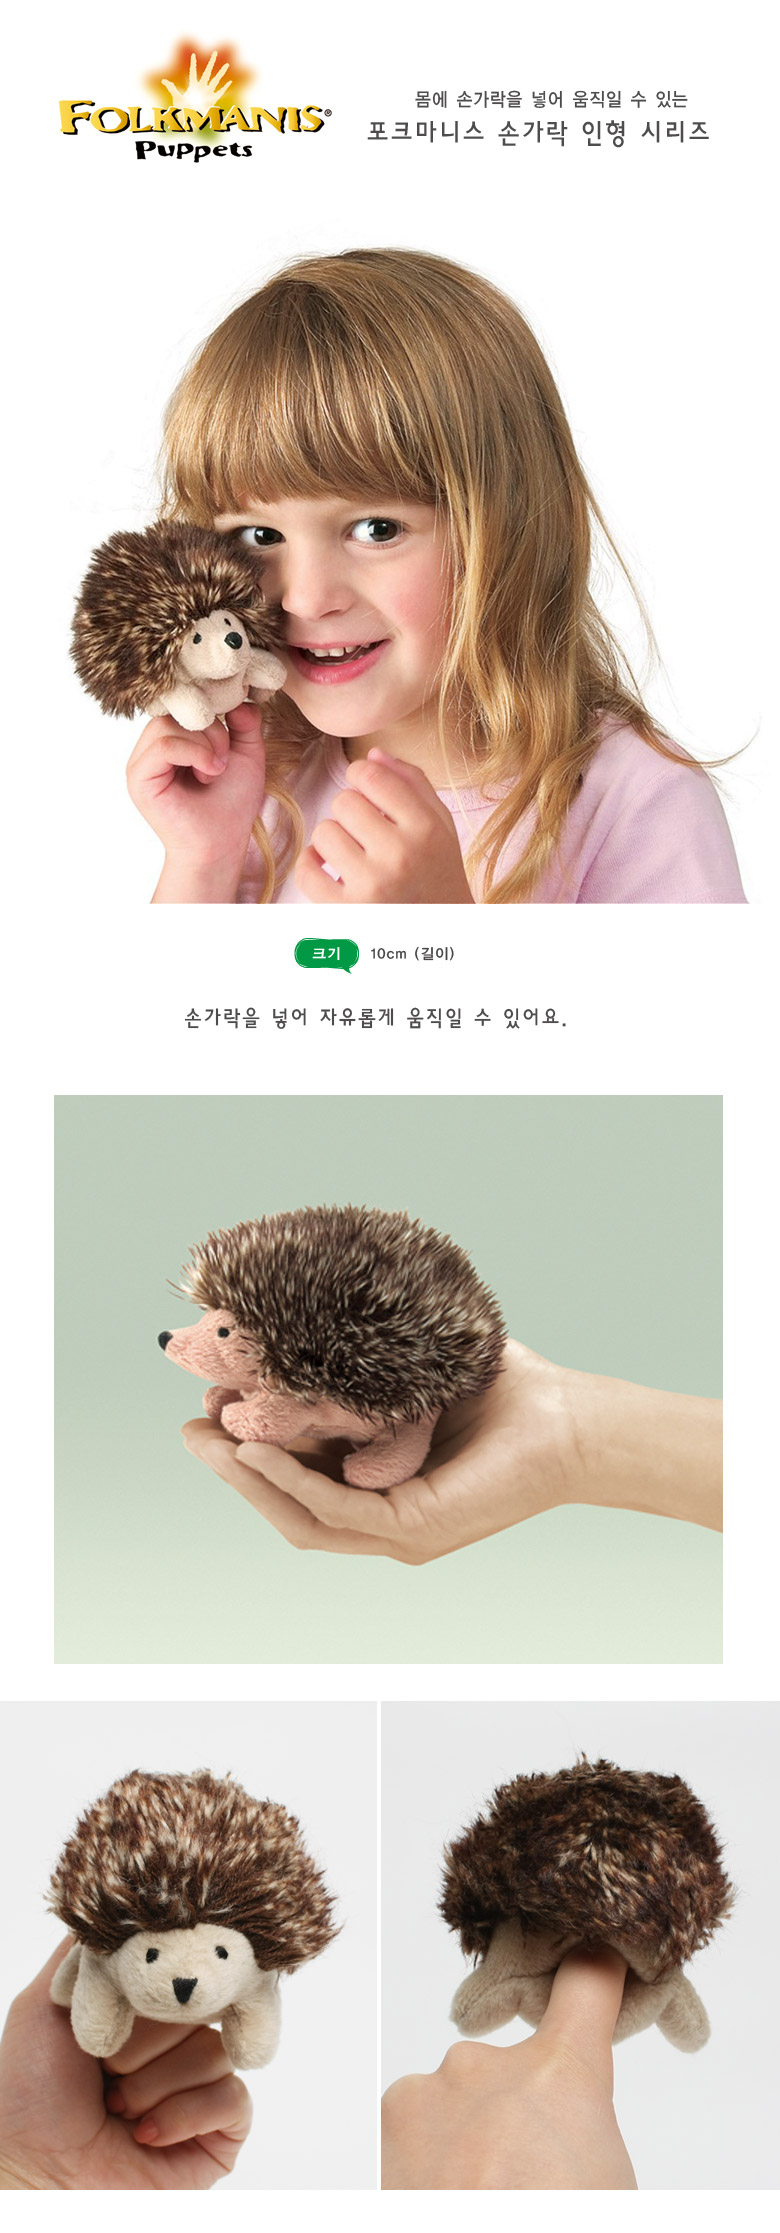 FOLKMANIS®
Puppets
몸에 손가락을 넣어 움직일 수 있는
포크마니스 손가락 인형 시리즈
크기 10cm (길이)
손가락을 넣어 자유롭게 움직일 수 있어요.